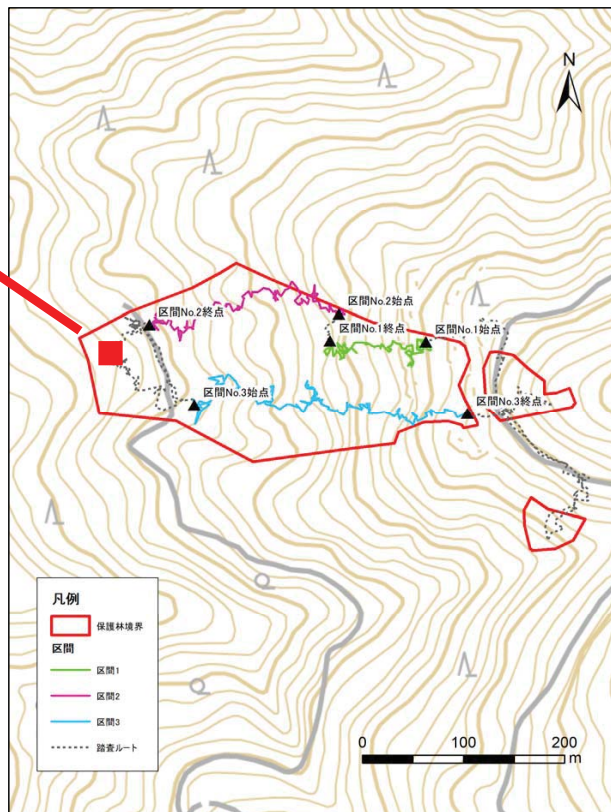 N
区間No.2終点
区間No.2始点
区間No.1終点
区間No.1始点
区間No.3始点
区間No.3終点
凡例
保護林境界
区間
区間1
区間2
区間3
踏査ルート
0 100 200
m